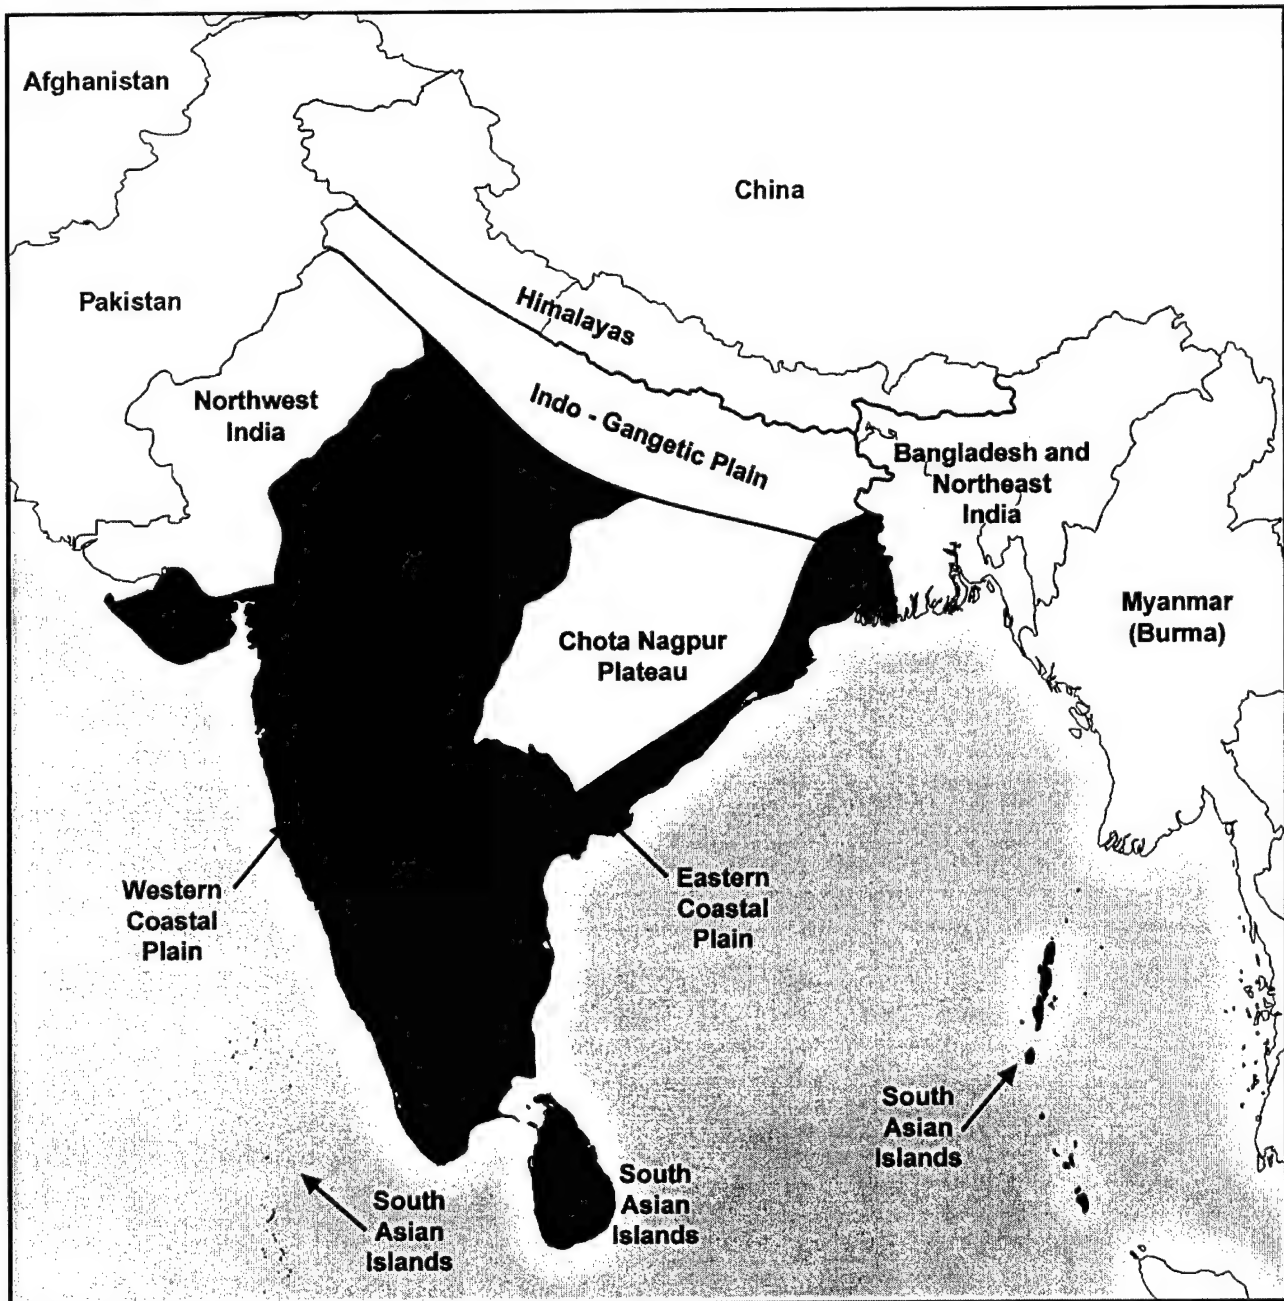 Afghanistan
China
Pakistan
Himalayas
Northwest
India
Indo - Gangetic Plain
Bangladesh and
Northeast
India
Myanmar
(Burma)
Chota Nagpur
Plateau
Western
Coastal
Plain
Eastern
Coastal
Plain
South
Asian
Islands
South
Asian
Islands
South
Asian
Islands